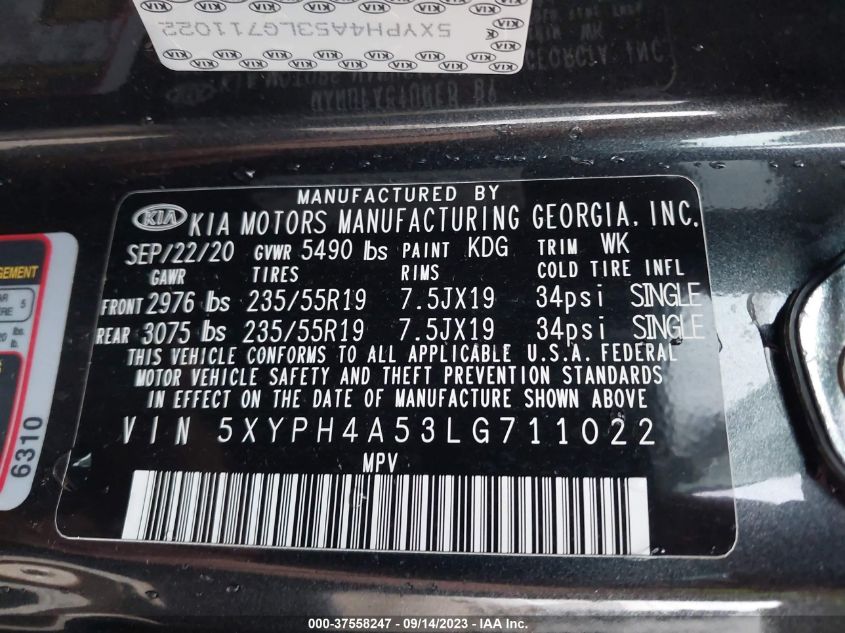 5XYPH4A53LG711022
KIA
MANUFACTURED BY
KIA KIA MOTORS MANUFACTURING GEORGIA, INC.
SEP/22/20 GVWR 5490 lbs PAINT KDG TRIM WK
GAWR TIRES RIMS COLD TIRE INFL
FRONT 2976 lbs 235/55R19 7.5JX19 34psi SINGLE
REAR 3075 lbs 235/55R19 7.5JX19 34psi SINGLE
THIS VEHICLE CONFORMS TO ALL APPLICABLE U.S.A. FEDERAL
MOTOR VEHICLE SAFETY AND THEFT PREVENTION STANDARDS
IN EFFECT ON THE DATE OF MANUFACTURE SHOWN ABOVE
VIN 5XYPH4A53LG711022
MPV
6310
000-37558247 - 09/14/2023 - IAA Inc.